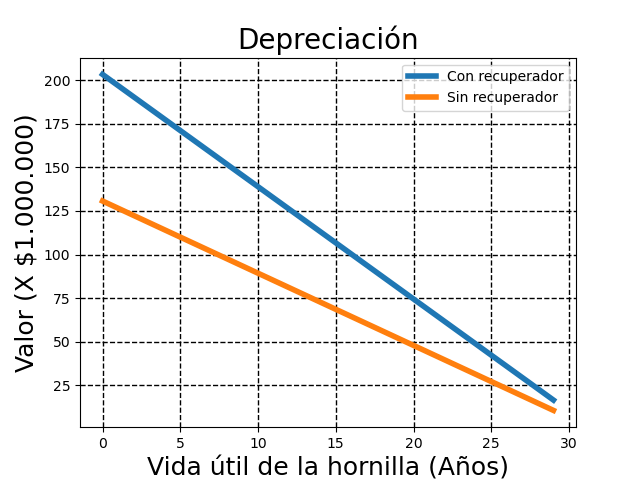 Depreciación
Con recuperador
Sin recuperador
Valor (X $1.000.000)
200
175
150
125
100
75
50
25
0 5 10 15 20 25 30
Vida útil de la hornilla (Años)